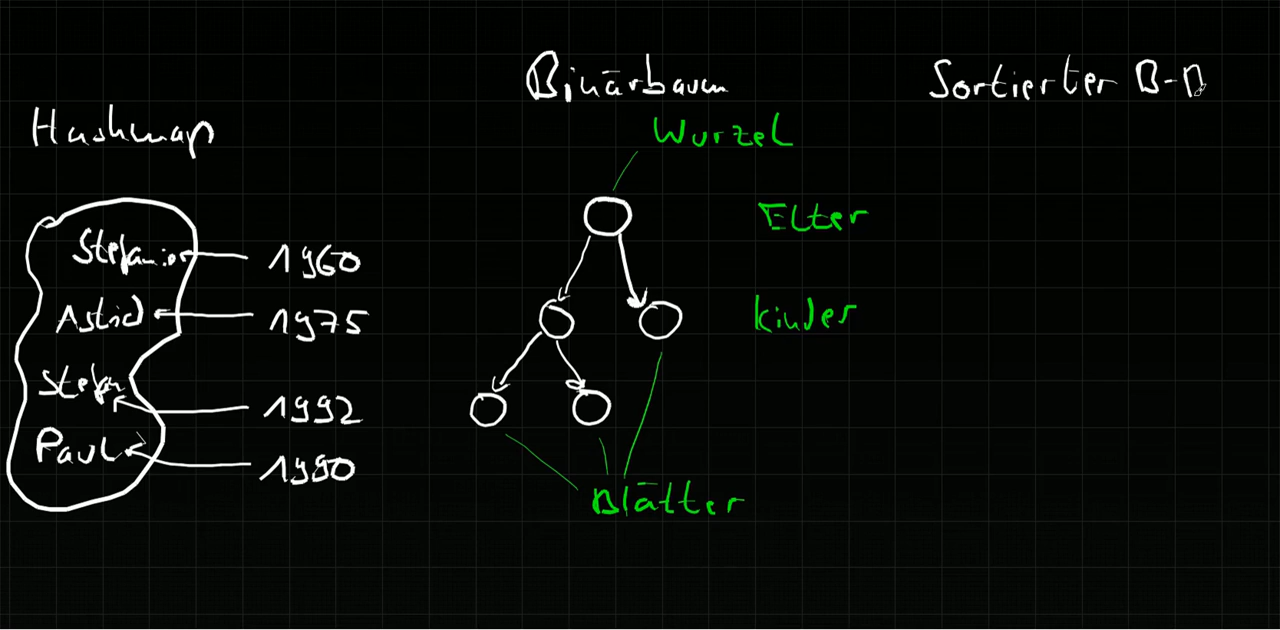 Hashmap
Stefanie
1960
Astrid
1975
Stefan
1992
Paul
1990
Binärbaum
Wurzel
Elter
Kinder
Blätter
Sortierter B-B